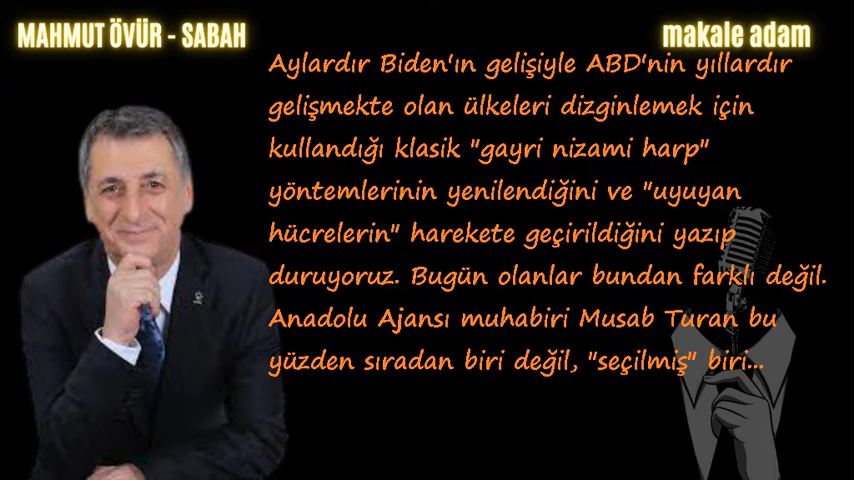 MAHMUT ÖVÜR - SABAH
makale adam
Aylardır Biden'ın gelişiyle ABD'nin yıllardır
gelişmekte olan ülkeleri dizginlemek için
kullandığı klasik "gayri nizami harp"
yöntemlerinin yenilendiğini ve "uyuyan
hücrelerin" harekete geçirildiğini yazıp
duruyoruz. Bugün olanlar bundan farklı değil.
Anadolu Ajansı muhabiri Musab Turan bu
yüzden sıradan biri değil, "seçilmiş" biri...